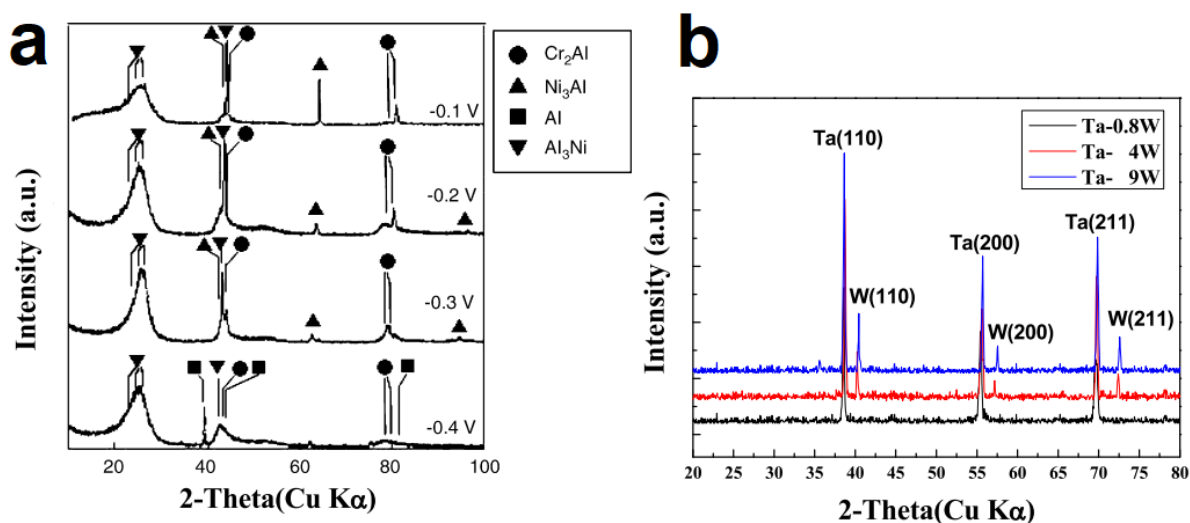 a
Cr₂Al
Ni₃Al
Al
Al₃Ni
-0.1 V
-0.2 V
-0.3 V
-0.4 V
Intensity (a.u.)
20 40 60 80 100
2-Theta(Cu Kα)
b
Ta-0.8W
Ta- 4W
Ta- 9W
Ta(110)
W(110)
Ta(200)
W(200)
Ta(211)
W(211)
Intensity (a.u.)
20 25 30 35 40 45 50 55 60 65 70 75 80
2-Theta(Cu Kα)